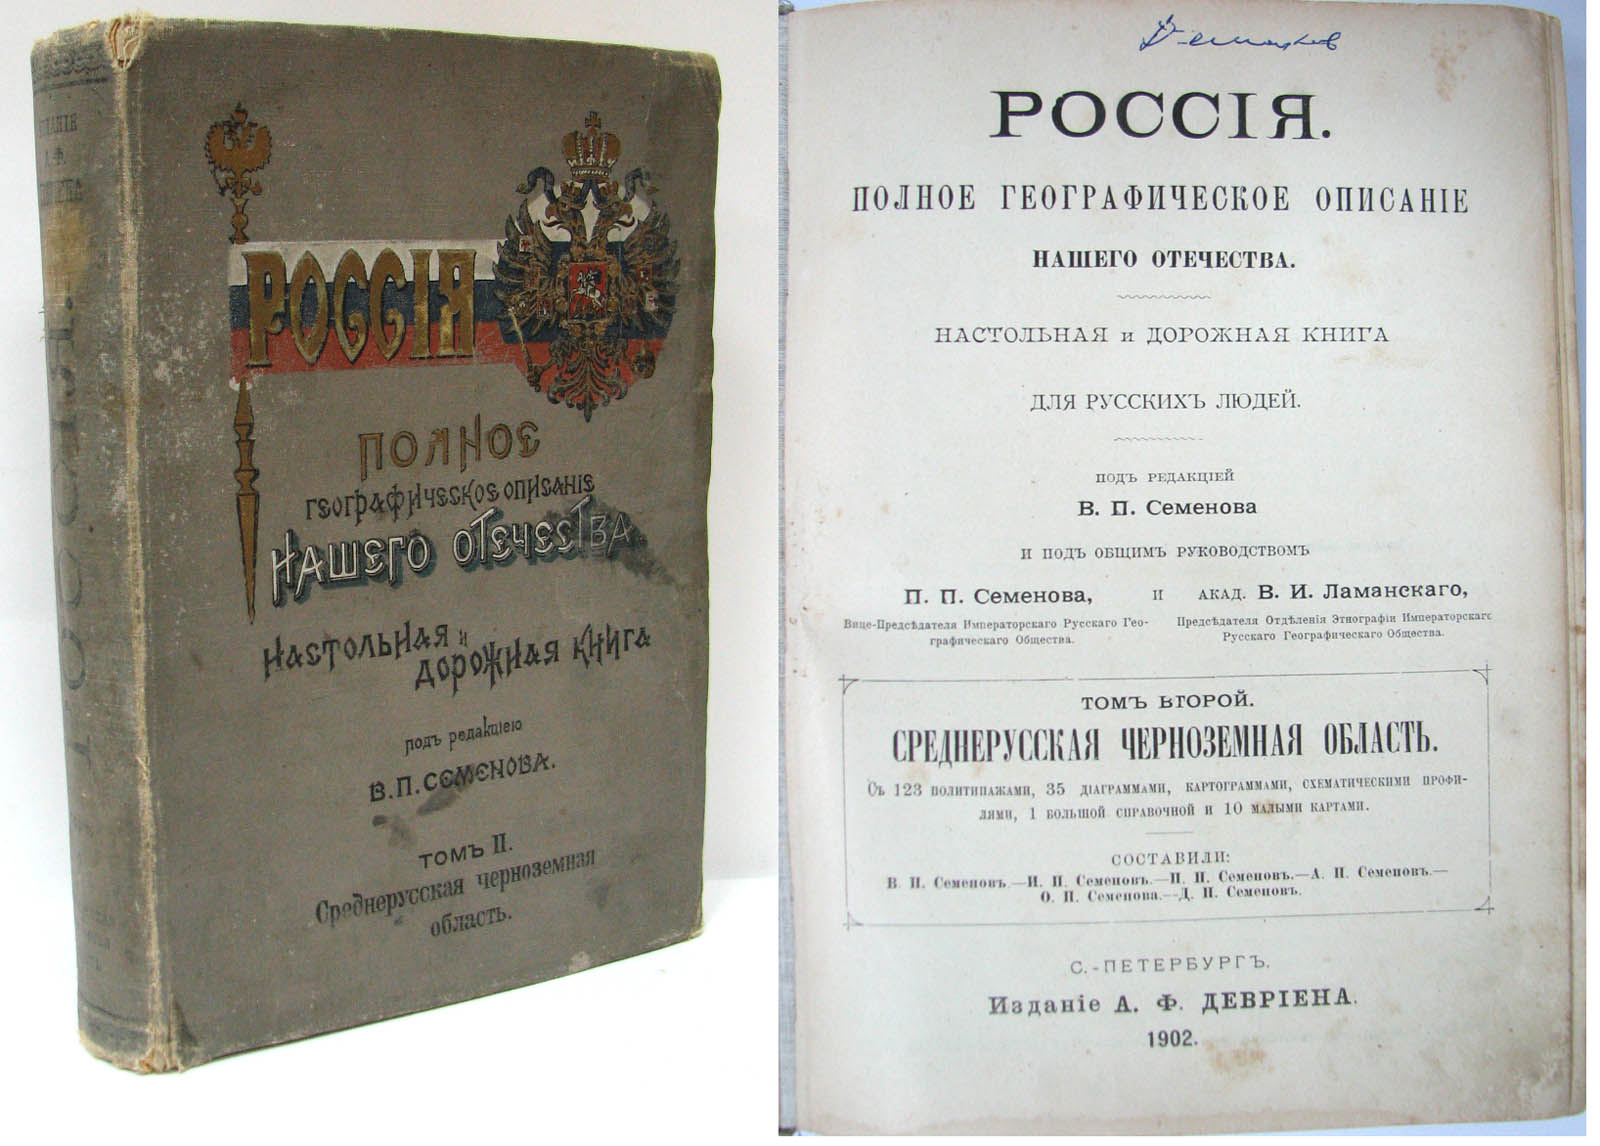 РОССІЯ
ПОЛНОЕ
ГЕОГРАФИЧЕСКОЕ ОПИСАНІЕ
НАШЕГО ОТЕЧЕСТВА
НАСТОЛЬНАЯ и
ДОРОЖНАЯ КНИГА
подъ редакціею
В.П.СЕМЕНОВА.
ТОМЪ II.
Среднерусская черноземная
область.
РОССІЯ.
ПОЛНОЕ ГЕОГРАФИЧЕСКОЕ ОПИСАНІЕ
НАШЕГО ОТЕЧЕСТВА.
НАСТОЛЬНАЯ и ДОРОЖНАЯ КНИГА
ДЛЯ РУССКИХЪ ЛЮДЕЙ.
ПОДЪ РЕДАКЦІЕЙ
В. П. Семенова
И ПОДЪ ОБЩИМЪ РУКОВОДСТВОМЪ
П. П. Семенова, И АКАД. В. И. Ламанскаго,
Вице-Предсѣдателя Императорскаго Русскаго Гео-
графическаго Общества.
Предсѣдателя Отдѣленія Этнографіи Императорскаго
Русскаго Географическаго Общества.
ТОМЪ ВТОРОЙ.
СРЕДНЕРУССКАЯ ЧЕРНОЗЕМНАЯ ОБЛАСТЬ.
Съ 123 политипажами, 35 діаграммами, картограммами, схематическими профи-
лями, 1 большой справочной и 10 малыми картами.
СОСТАВИЛИ:
В. П. Семеновъ.—И. П. Семеновъ.—П. П. Семеновъ.—А. П. Семеновъ.—
О. П. Семенова.—Д. П. Семеновъ.
С.-ПЕТЕРБУРГЪ.
Изданіе А. Ф. ДЕВРІЕНА.
1902.